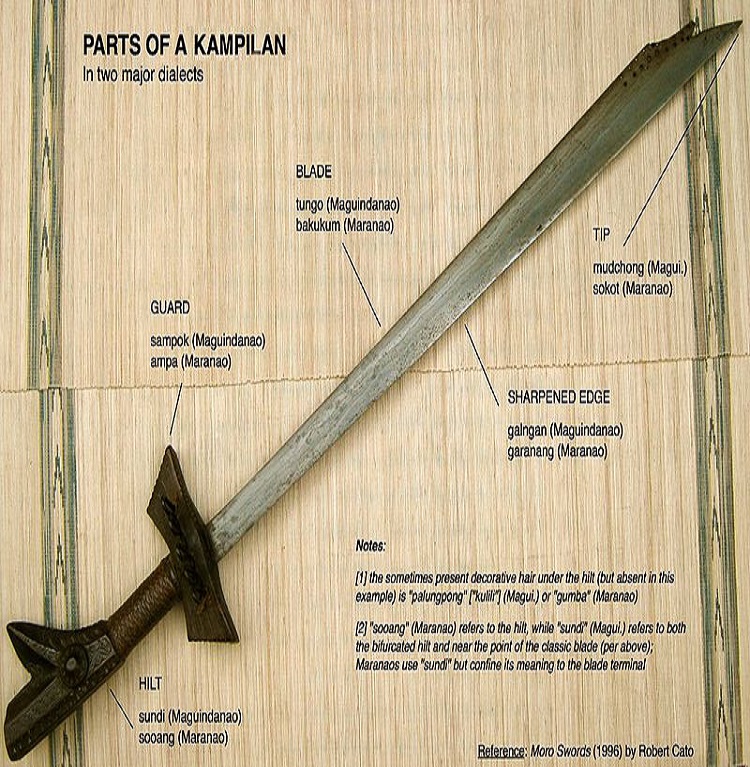 PARTS OF A KAMPILAN
In two major dialects
BLADE
tungo (Maguindanao)
bakukum (Maranao)
TIP
mudchong (Magui.)
sokot (Maranao)
GUARD
sampok (Maguindanao)
ampa (Maranao)
SHARPENED EDGE
galngan (Maguindanao)
garanang (Maranao)
Notes:
[1] the sometimes present decorative hair under the hilt (but absent in this
example) is "palungpong" ["kulili"] (Magui.) or "gumba" (Maranao)
[2] "sooang" (Maranao) refers to the hilt, while "sundi" (Magui.) refers to both
the bifurcated hilt and near the point of the classic blade (per above);
Maranaos use "sundi" but confine its meaning to the blade terminal
HILT
sundi (Maguindanao)
sooang (Maranao)
Reference: Moro Swords (1996) by Robert Cato